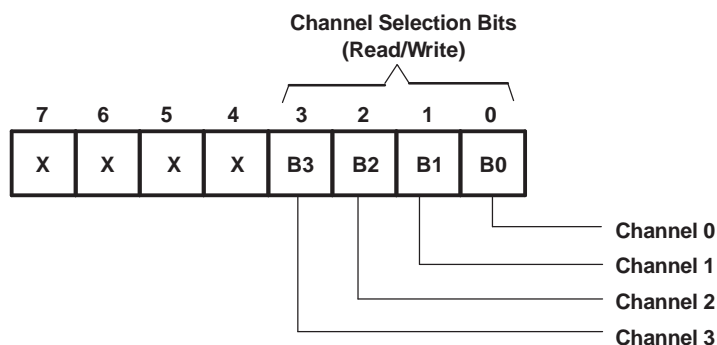 Channel Selection Bits
(Read/Write)
7 6 5 4 3 2 1 0
X X X X B3 B2 B1 B0
Channel 0
Channel 1
Channel 2
Channel 3